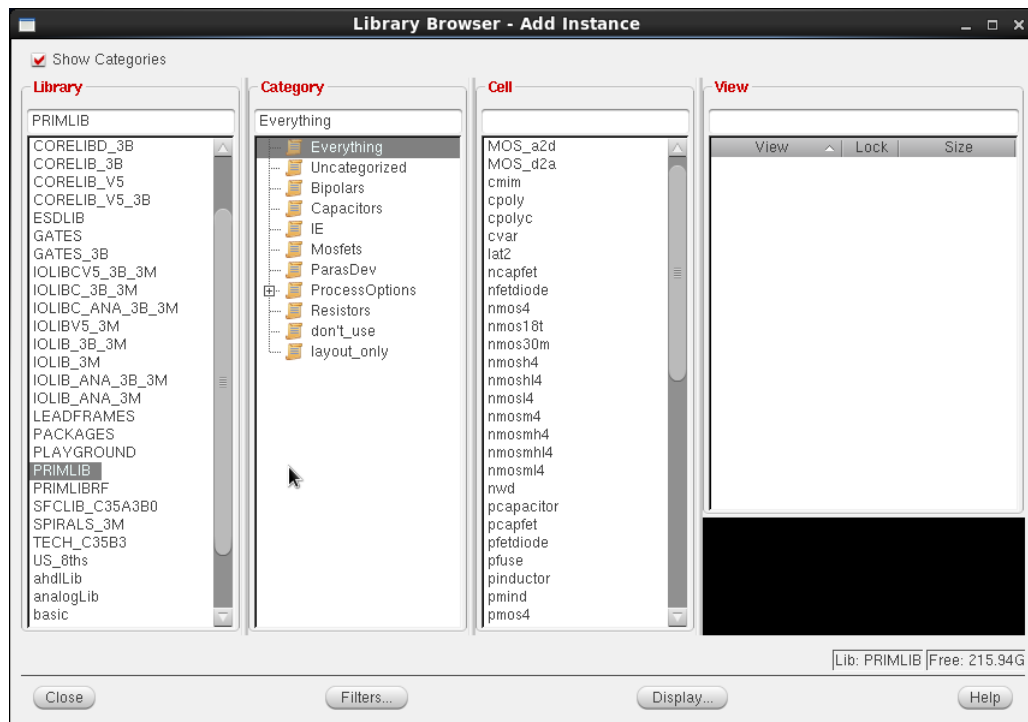 Library Browser - Add Instance
Show Categories
Library
PRIMLIB
CORELIBD_3B
CORELIB_3B
CORELIB_V5
CORELIB_V5_3B
ESDLIB
GATES
GATES_3B
IOLIBCV5_3B_3M
IOLIBC_3B_3M
IOLIBC_ANA_3B_3M
IOLIBV5_3M
IOLIB_3B_3M
IOLIB_3M
IOLIB_ANA_3B_3M
IOLIB_ANA_3M
LEADFRAMES
PACKAGES
PLAYGROUND
PRIMLIB
PRIMLIBRF
SFCLIB_C35A3B0
SPIRALS_3M
TECH_C35B3
US_8ths
ahdlLib
analogLib
basic
Category
Everything
Everything
Uncategorized
Bipolars
Capacitors
IE
Mosfets
ParasDev
ProcessOptions
Resistors
don't_use
layout_only
Cell
MOS_a2d
MOS_d2a
cmim
cpoly
cpolyc
cvar
lat2
ncapfet
nfetdiode
nmos4
nmos18t
nmos30m
nmosh4
nmoshl4
nmosl4
nmosm4
nmosmh4
nmosmhl4
nmosml4
nwd
pcapacitor
pcapfet
pfetdiode
pfuse
pinductor
pmind
pmos4
View
View Lock Size
Lib: PRIMLIB Free: 215.94G
Close Filters... Display... Help